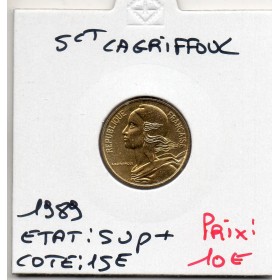 5CT LAGRIFFOUL
REPUBLIQUE FRANÇAISE
1989
ETAT: SUP+
COTE: 15E
Prix:
10E